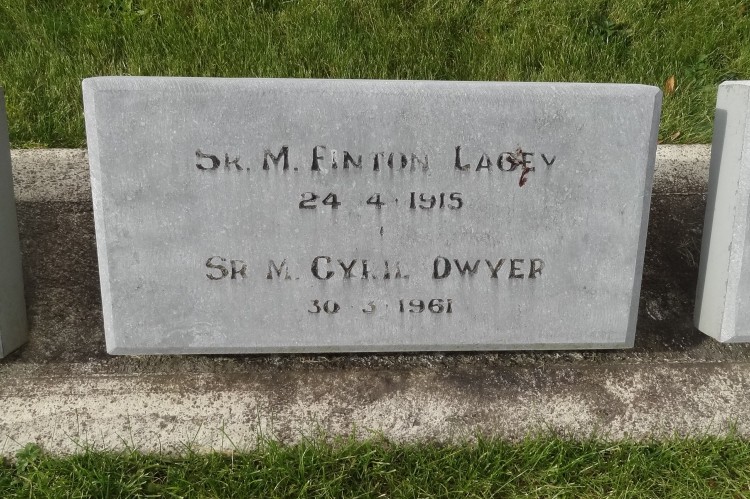 SR. M. FINTON LACEY
24 · 4 · 1915
SR M. CYRIL DWYER
30 · 3 · 1961